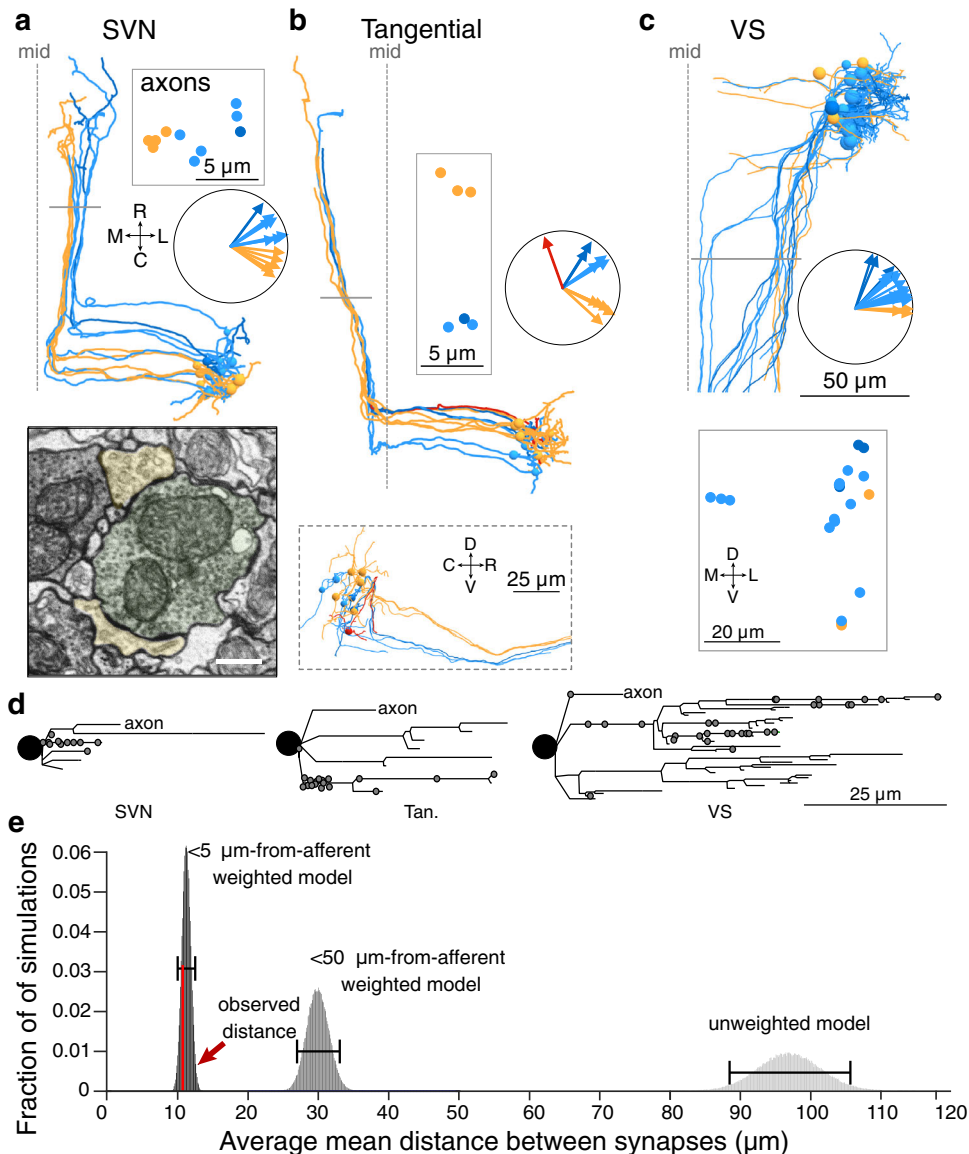 a SVN
mid
axons
5 µm
R
M L
C
b Tangential
mid
5 µm
D
C R
V
25 µm
c VS
mid
50 µm
D
M L
V
20 µm
d
axon
SVN
axon
Tan.
axon
VS
25 µm
e
Fraction of of simulations
0.06
0.05
0.04
0.03
0.02
0.01
0
<5 µm-from-afferent
weighted model
observed
distance
<50 µm-from-afferent
weighted model
unweighted model
0 10 20 30 40 50 60 70 80 90 100 110 120
Average mean distance between synapses (µm)